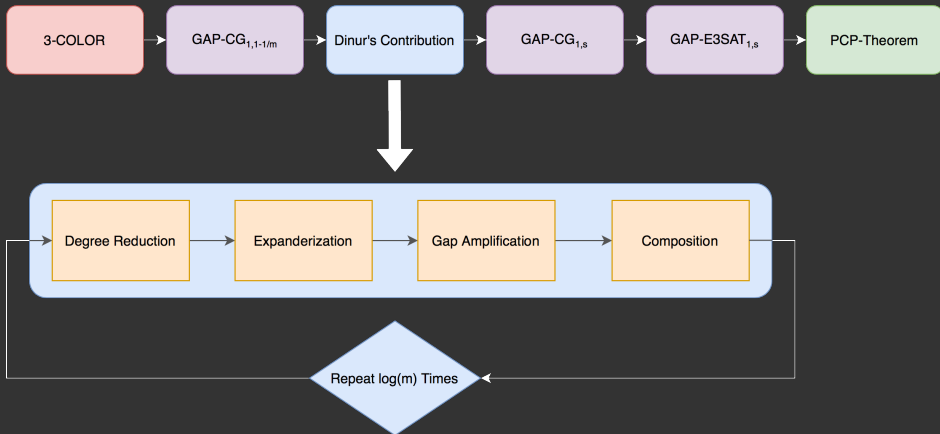 3-COLOR
GAP-CG1,1-1/m
Dinur's Contribution
GAP-CG1,s
GAP-E3SAT1,s
PCP-Theorem
Degree Reduction
Expanderization
Gap Amplification
Composition
Repeat log(m) Times